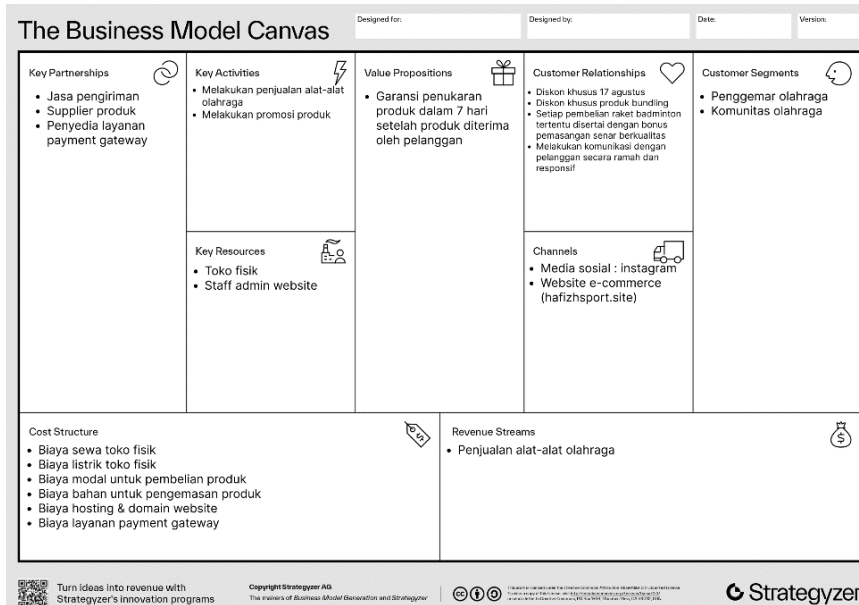 The Business Model Canvas
Designed for:
Designed by:
Date:
Version:
Key Partnerships
• Jasa pengiriman
• Supplier produk
• Penyedia layanan
payment gateway
Key Activities
• Melakukan penjualan alat-alat
olahraga
• Melakukan promosi produk
Key Resources
• Toko fisik
• Staff admin website
Value Propositions
• Garansi penukaran
produk dalam 7 hari
setelah produk diterima
oleh pelanggan
Customer Relationships
• Diskon khusus 17 agustus
• Diskon khusus produk bundling
• Setiap pembelian raket badminton
tertentu disertai dengan bonus
pemasangan senar berkualitas
• Melakukan komunikasi dengan
pelanggan secara ramah dan
responsif
Channels
• Media sosial : instagram
• Website e-commerce
(hafizhsport.site)
Customer Segments
• Penggemar olahraga
• Komunitas olahraga
Cost Structure
• Biaya sewa toko fisik
• Biaya listrik toko fisik
• Biaya modal untuk pembelian produk
• Biaya bahan untuk pengemasan produk
• Biaya hosting & domain website
• Biaya layanan payment gateway
Revenue Streams
• Penjualan alat-alat olahraga
Turn ideas into revenue with
Strategyzer's innovation programs
Copyright Strategyzer AG
The makers of Business Model Generation and Strategyzer
Strategyzer